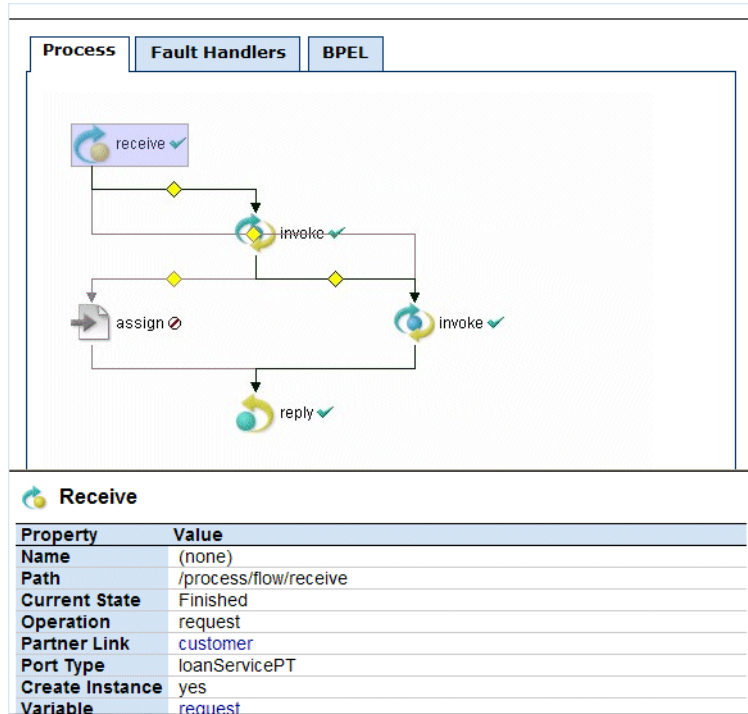 Process Fault Handlers BPEL
receive
invoke
assign
invoke
reply
Receive
Property Value
Name (none)
Path /process/flow/receive
Current State Finished
Operation request
Partner Link customer
Port Type loanServicePT
Create Instance yes
Variable request